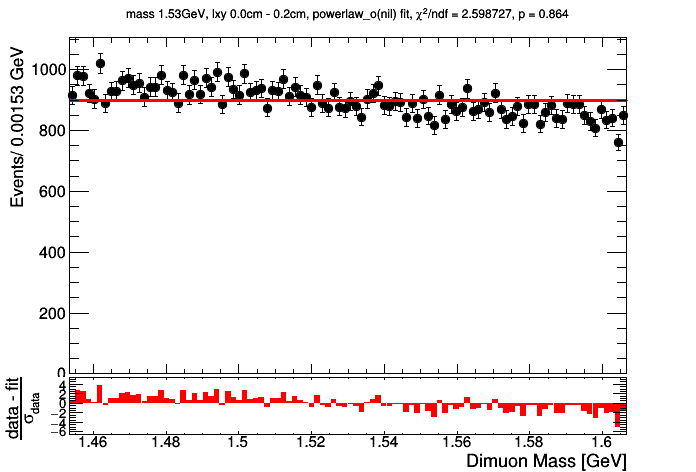 mass 1.53GeV, lxy 0.0cm - 0.2cm, powerlaw_o(nil) fit, χ²/ndf = 2.598727, p = 0.864
Events/ 0.00153 GeV
1000
800
600
400
200
0
data - fit
σdata
4
2
0
−2
−4
−6
1.46 1.48 1.5 1.52 1.54 1.56 1.58 1.6
Dimuon Mass [GeV]